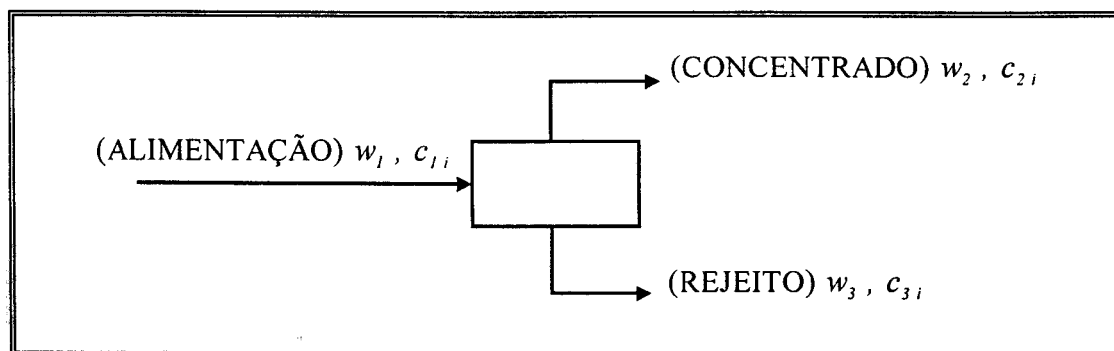 (CONCENTRADO) w₂ , c₂ᵢ
(ALIMENTAÇÃO) w₁ , c₁ᵢ
(REJEITO) w₃ , c₃ᵢ